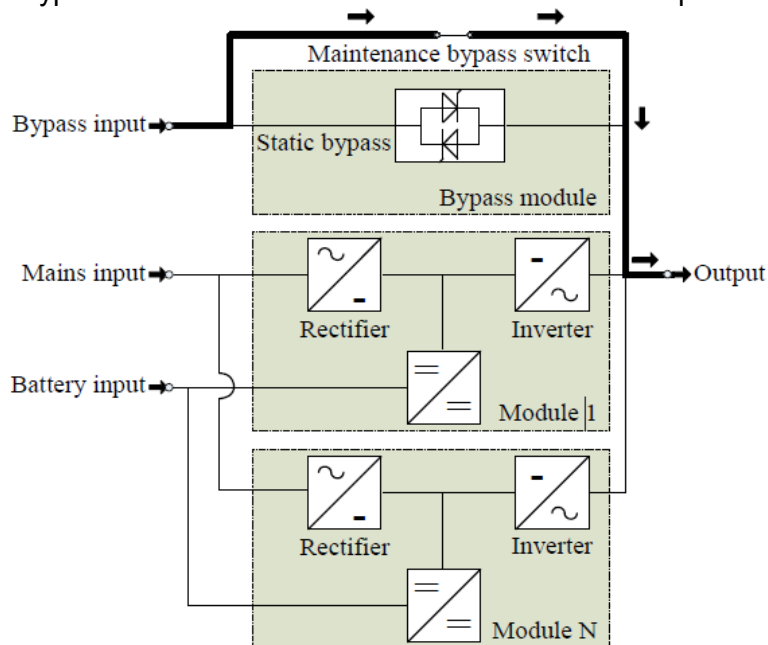 Maintenance bypass switch
Bypass input
Static bypass
Bypass module
Mains input
Output
Rectifier
Inverter
Battery input
Module 1
Rectifier
Inverter
Module N